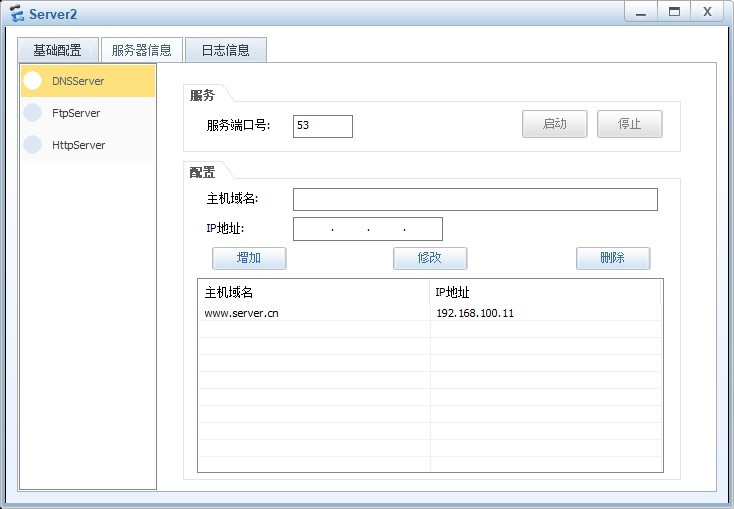 Server2
基础配置 服务器信息 日志信息
DNSServer
FtpServer
HttpServer
服务
服务端口号: 53 启动 停止
配置
主机域名:
IP地址: . . .
增加 修改 删除
主机域名 IP地址
www.server.cn 192.168.100.11